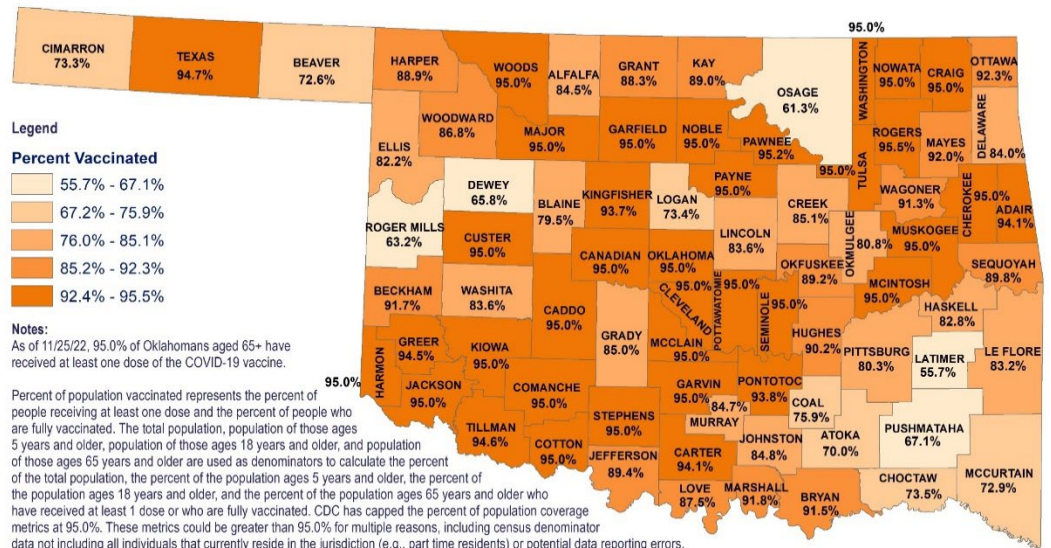 95.0%
CIMARRON
73.3%
TEXAS
94.7%
BEAVER
72.6%
HARPER
88.9%
WOODS
95.0%
ALFALFA
84.5%
GRANT
88.3%
KAY
89.0%
OSAGE
61.3%
WASHINGTON
NOWATA
95.0%
CRAIG
95.0%
OTTAWA
92.3%
ELLIS
82.2%
WOODWARD
86.8%
MAJOR
95.0%
GARFIELD
95.0%
NOBLE
95.0%
PAWNEE
95.2%
95.0%
TULSA
ROGERS
95.5%
MAYES
92.0%
DELAWARE
84.0%
ROGER MILLS
63.2%
DEWEY
65.8%
CUSTER
95.0%
BLAINE
79.5%
KINGFISHER
93.7%
LOGAN
73.4%
PAYNE
95.0%
LINCOLN
83.6%
CREEK
85.1%
OKMULGEE
80.8%
WAGONER
91.3%
CHEROKEE
95.0%
ADAIR
94.1%
MUSKOGEE
95.0%
SEQUOYAH
89.8%
BECKHAM
91.7%
WASHITA
83.6%
CADDO
95.0%
CANADIAN
95.0%
OKLAHOMA
95.0%
95.0%
CLEVELAND
POTTAWATOMIE
95.0%
SEMINOLE
95.0%
OKFUSKEE
89.2%
MCINTOSH
95.0%
HASKELL
82.8%
HARMON
95.0%
GREER
94.5%
KIOWA
95.0%
JACKSON
95.0%
GRADY
85.0%
MCCLAIN
95.0%
HUGHES
90.2%
PITTSBURG
80.3%
LATIMER
55.7%
LE FLORE
83.2%
TILLMAN
94.6%
COMANCHE
95.0%
COTTON
95.0%
STEPHENS
95.0%
JEFFERSON
89.4%
GARVIN
95.0%
84.7%
MURRAY
PONTOTOC
93.8%
COAL
75.9%
CARTER
94.1%
JOHNSTON
84.8%
ATOKA
70.0%
PUSHMATAHA
67.1%
LOVE
87.5%
MARSHALL
91.8%
BRYAN
91.5%
CHOCTAW
73.5%
MCCURTAIN
72.9%
Legend
Percent Vaccinated
55.7% - 67.1%
67.2% - 75.9%
76.0% - 85.1%
85.2% - 92.3%
92.4% - 95.5%
Notes:
As of 11/25/22, 95.0% of Oklahomans aged 65+ have
received at least one dose of the COVID-19 vaccine.
Percent of population vaccinated represents the percent of
people receiving at least one dose and the percent of people who
are fully vaccinated. The total population, population of those ages
5 years and older, population of those ages 18 years and older, and population
of those ages 65 years and older are used as denominators to calculate the percent
of the total population, the percent of the population ages 5 years and older, the percent of
the population ages 18 years and older, and the percent of the population ages 65 years and older who
have received at least 1 dose or who are fully vaccinated. CDC has capped the percent of population coverage
metrics at 95.0%. These metrics could be greater than 95.0% for multiple reasons, including census denominator
data not including all individuals that currently reside in the jurisdiction (e.g., part time residents) or potential data reporting errors.